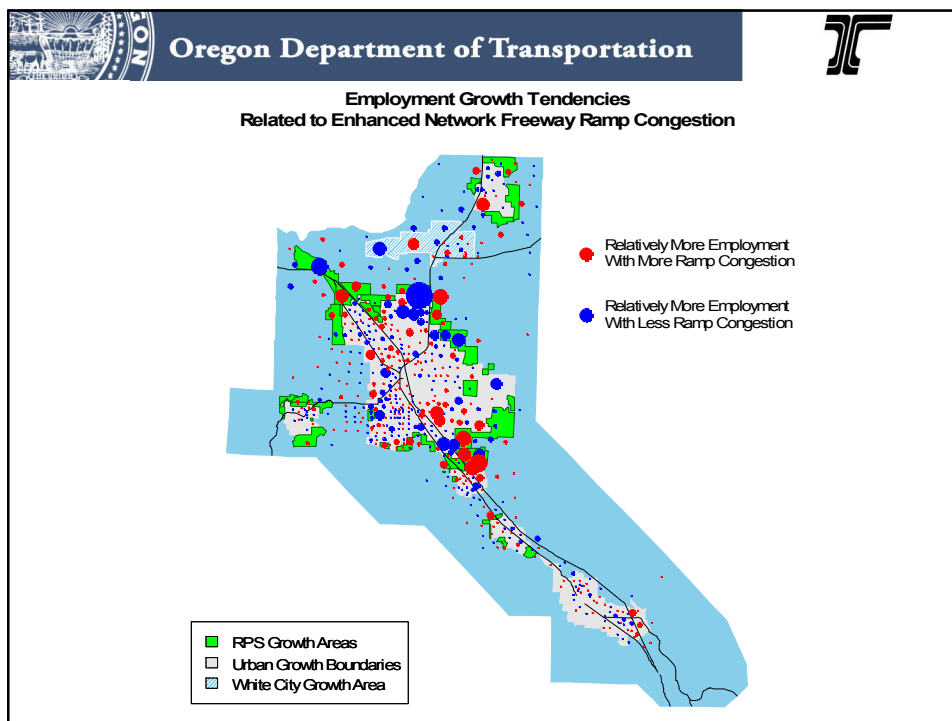 GON
Oregon Department of Transportation
Employment Growth Tendencies
Related to Enhanced Network Freeway Ramp Congestion
Relatively More Employment
With More Ramp Congestion
Relatively More Employment
With Less Ramp Congestion
RPS Growth Areas
Urban Growth Boundaries
White City Growth Area